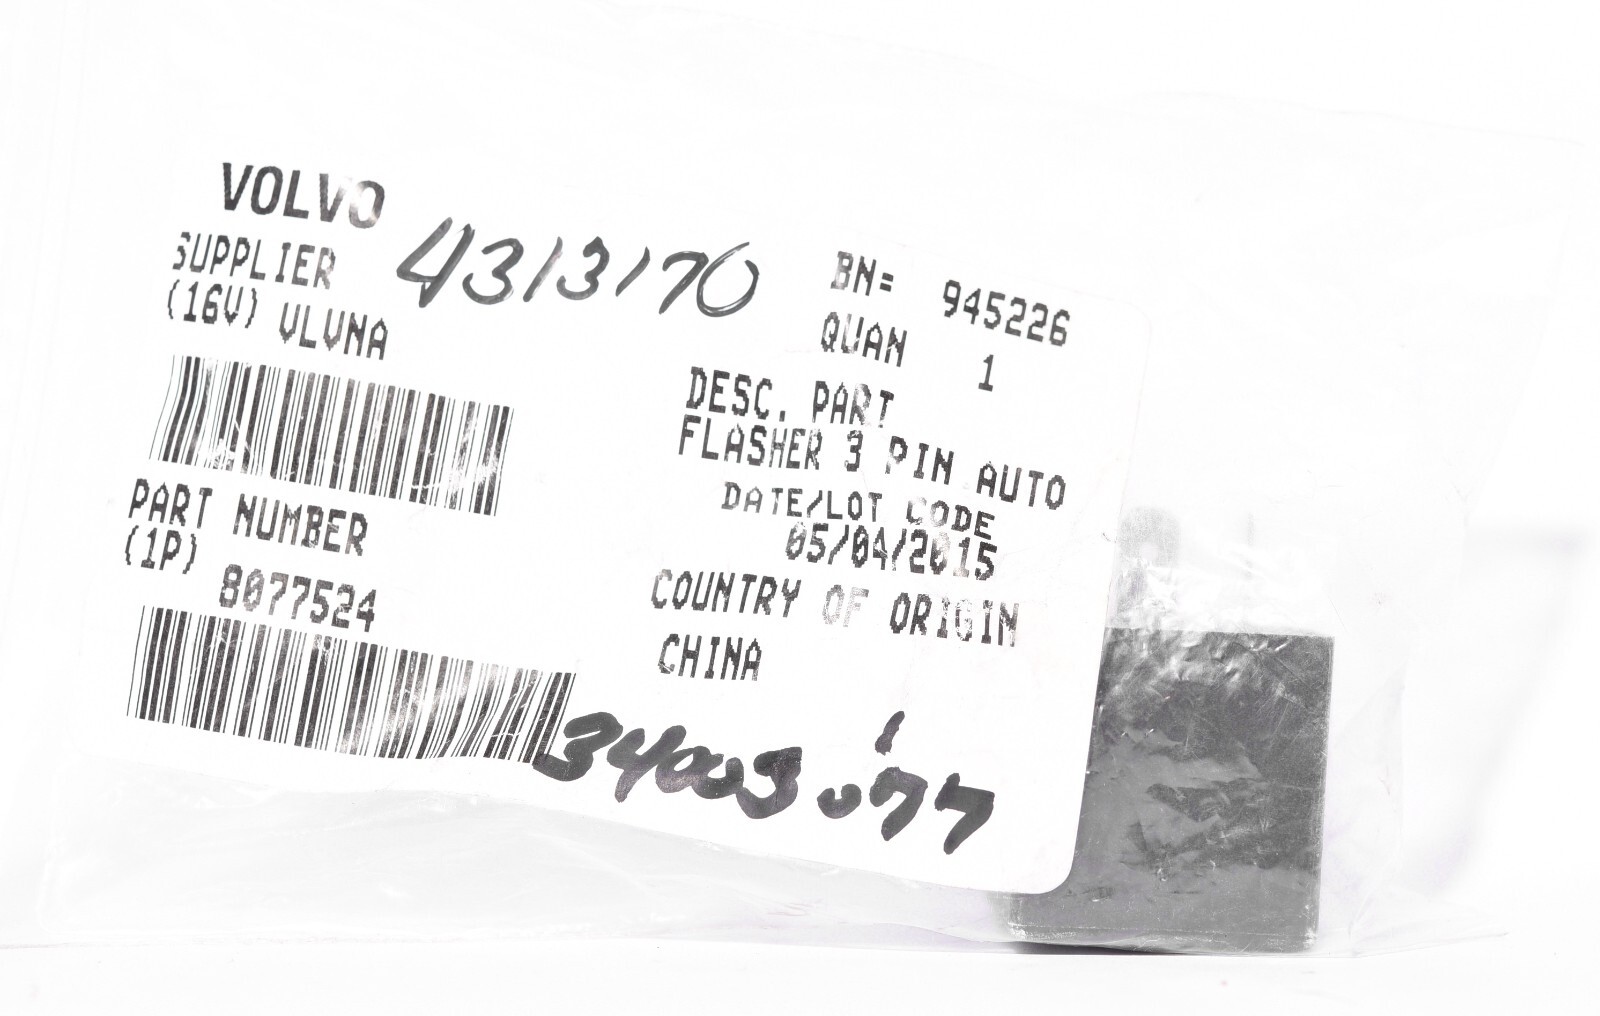 VOLVO
4313170
SUPPLIER
(16V) VLVNA
PART NUMBER
(1P)
8077524
BN= 945226
QUAN 1
DESC. PART
FLASHER 3 PIN AUTO
DATE/LOT CODE
05/04/2015
COUNTRY OF ORIGIN
CHINA
34003
077